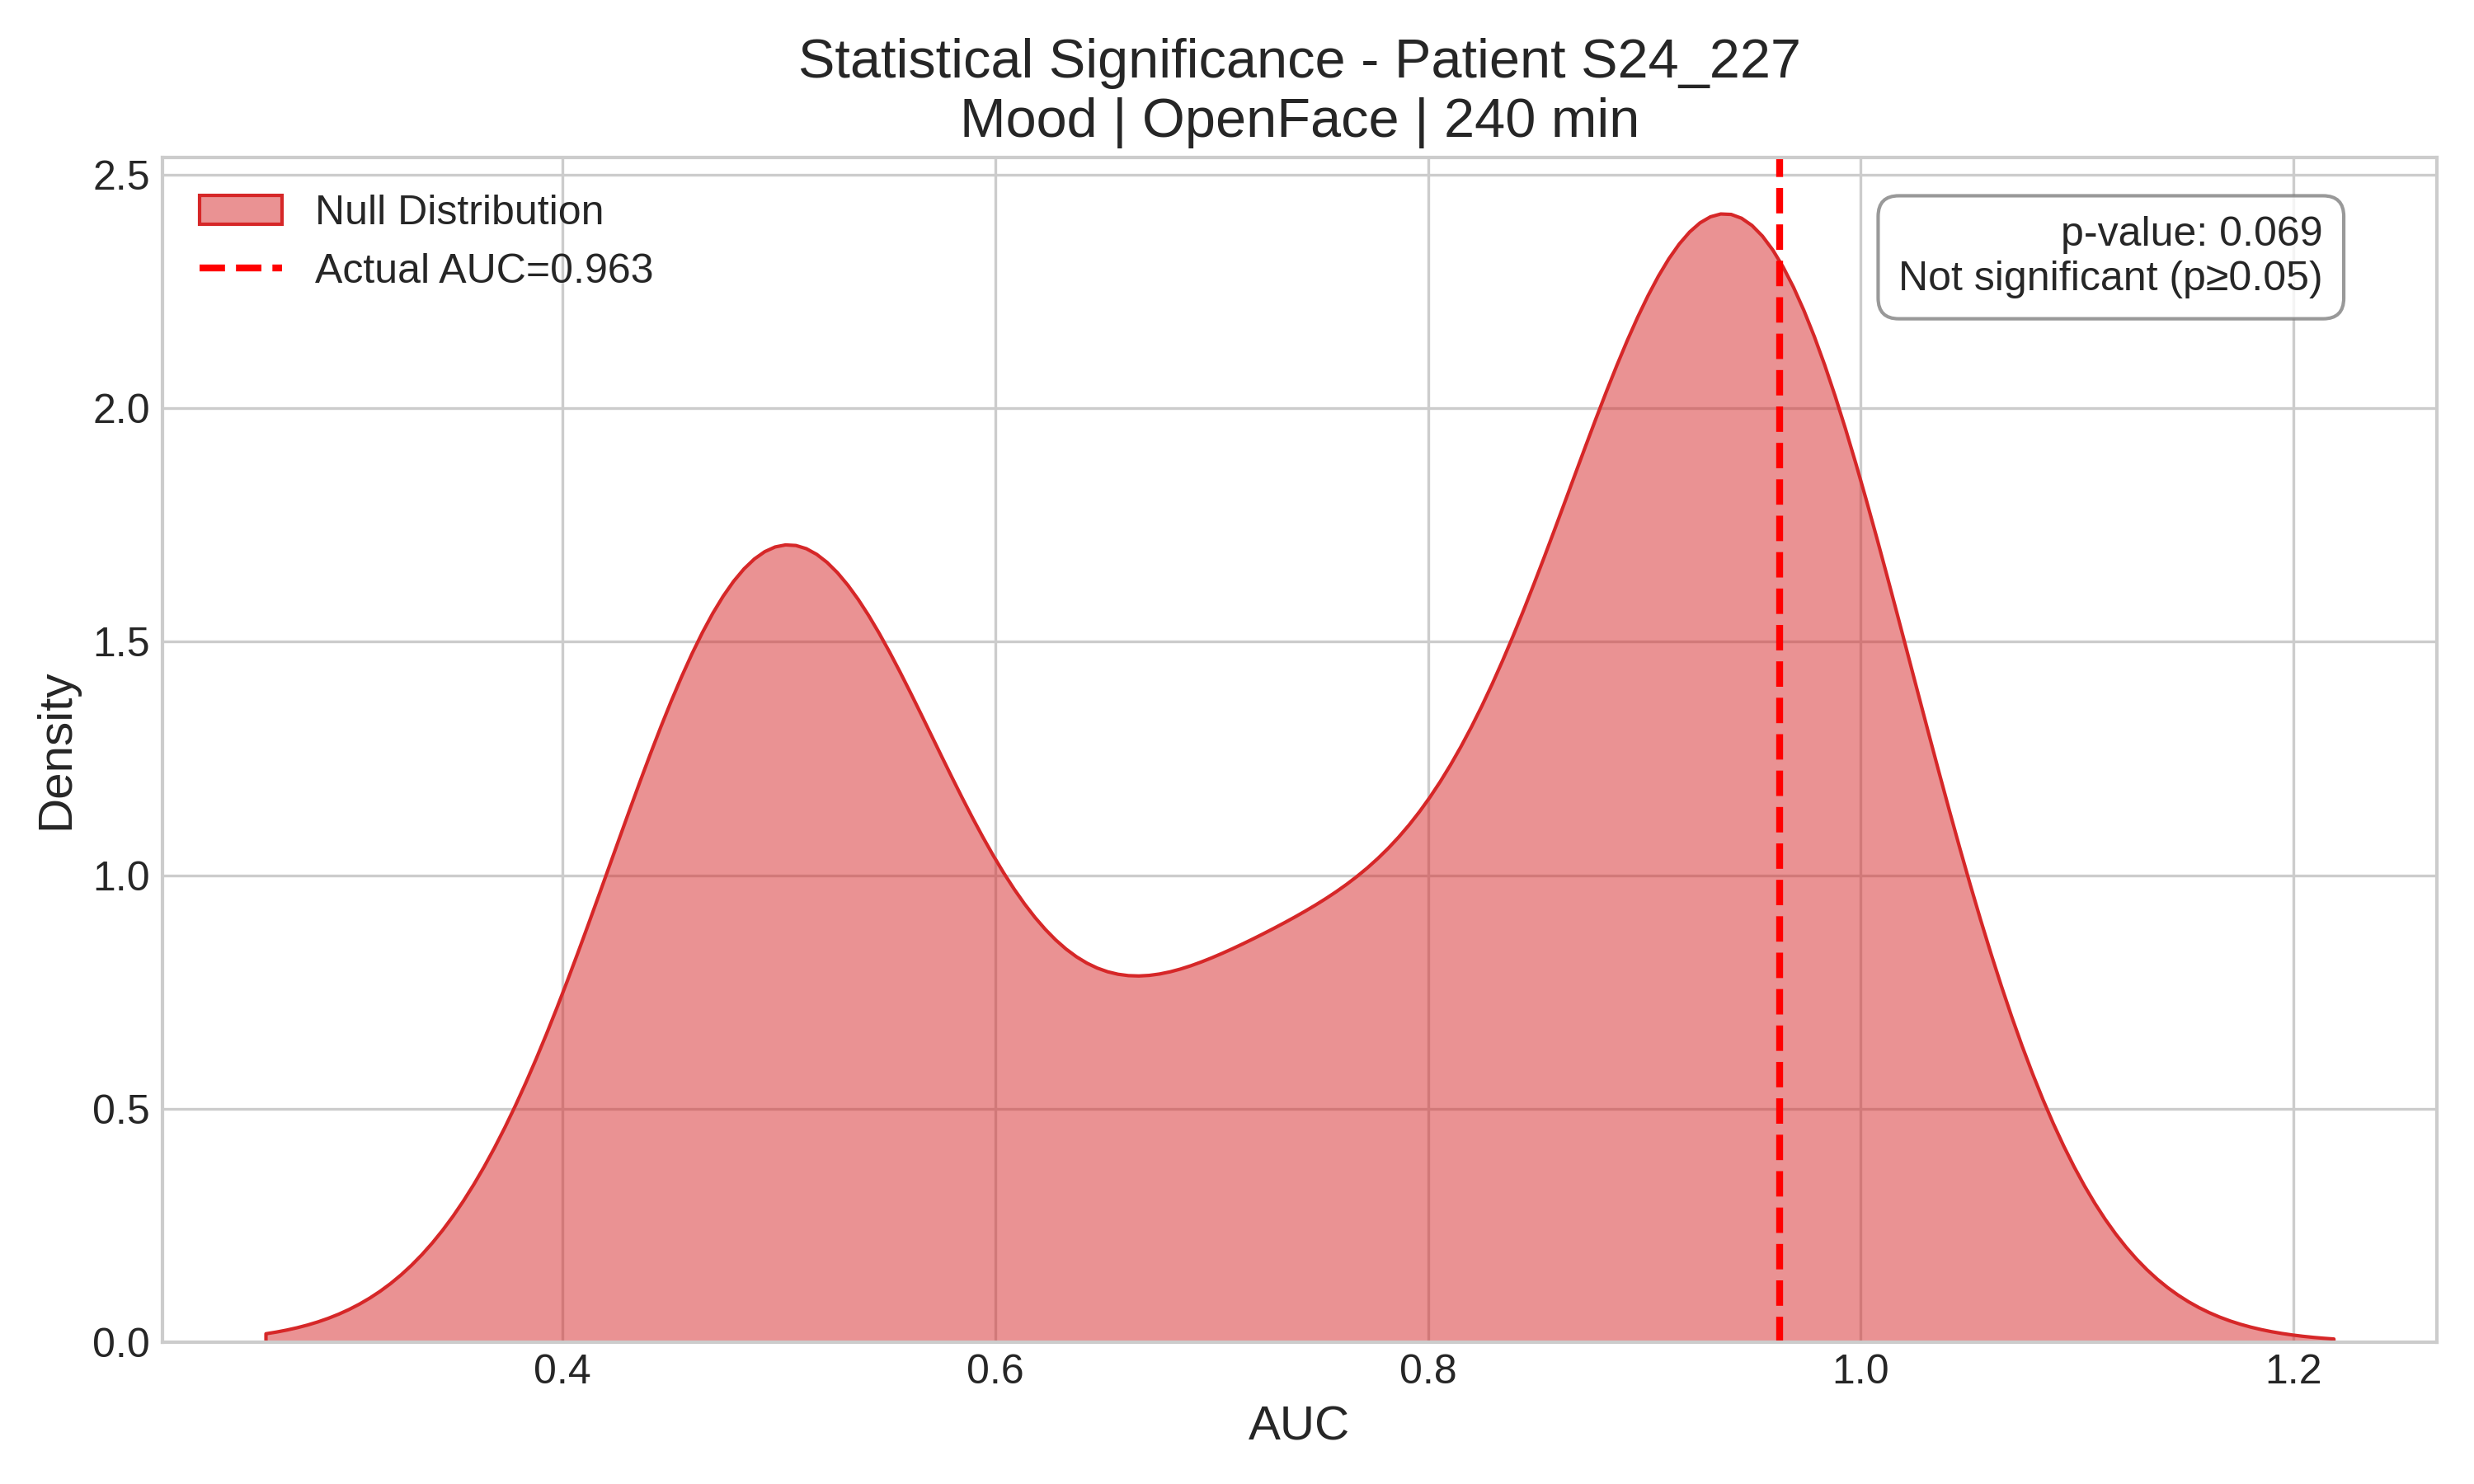 Statistical Significance - Patient S24_227
Mood | OpenFace | 240 min
Null Distribution
Actual AUC=0.963
p-value: 0.069
Not significant (p≥0.05)
Density
2.5
2.0
1.5
1.0
0.5
0.0
0.4
0.6
0.8
1.0
1.2
AUC